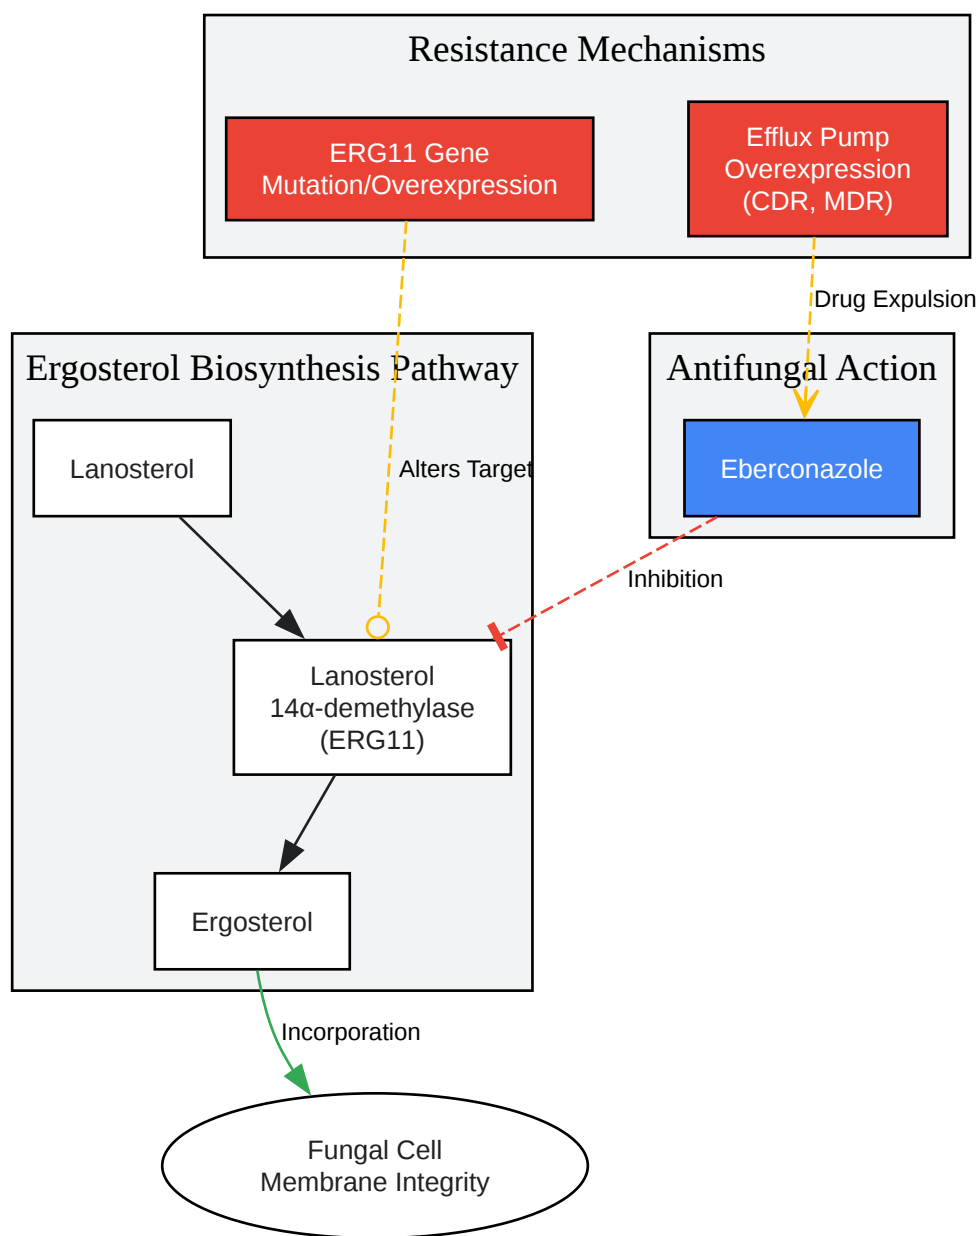 Resistance Mechanisms
ERG11 Gene
Mutation/Overexpression
Efflux Pump
Overexpression
(CDR, MDR)
Drug Expulsion
Ergosterol Biosynthesis Pathway
Antifungal Action
Lanosterol
Alters Target
Eberconazole
Inhibition
Lanosterol
14α-demethylase
(ERG11)
Ergosterol
Incorporation
Fungal Cell
Membrane Integrity